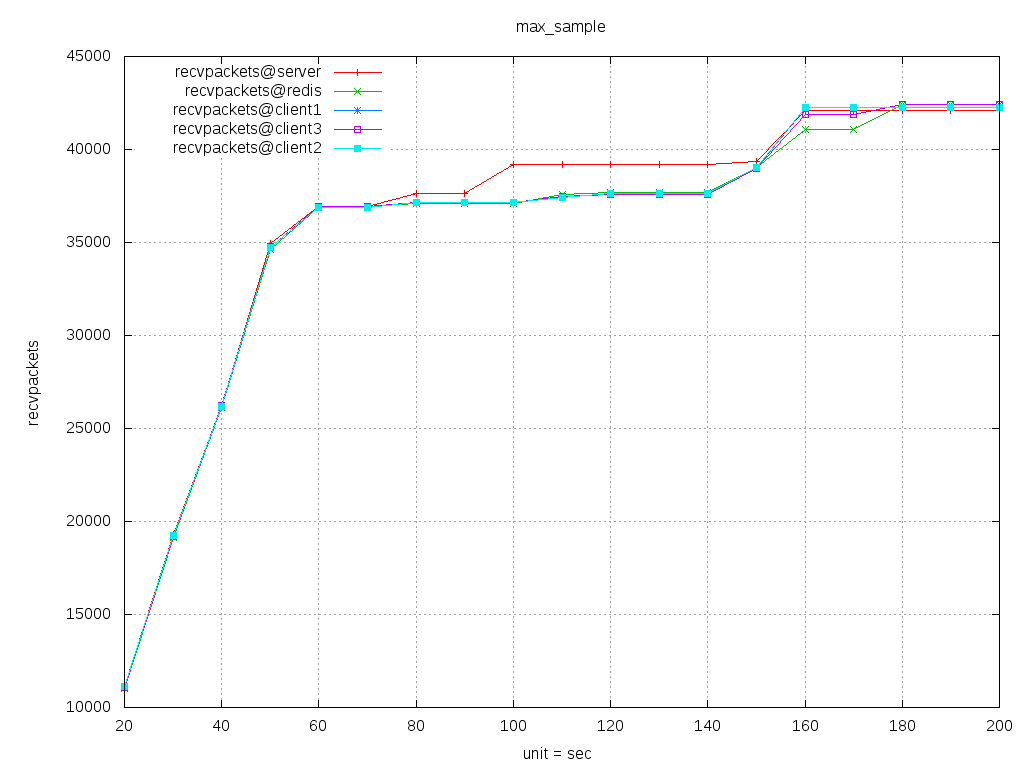 max_sample
45000
40000
35000
30000
25000
20000
15000
10000
recvpackets
recvpackets@server
recvpackets@redis
recvpackets@client1
recvpackets@client3
recvpackets@client2
20 40 60 80 100 120 140 160 180 200
unit = sec